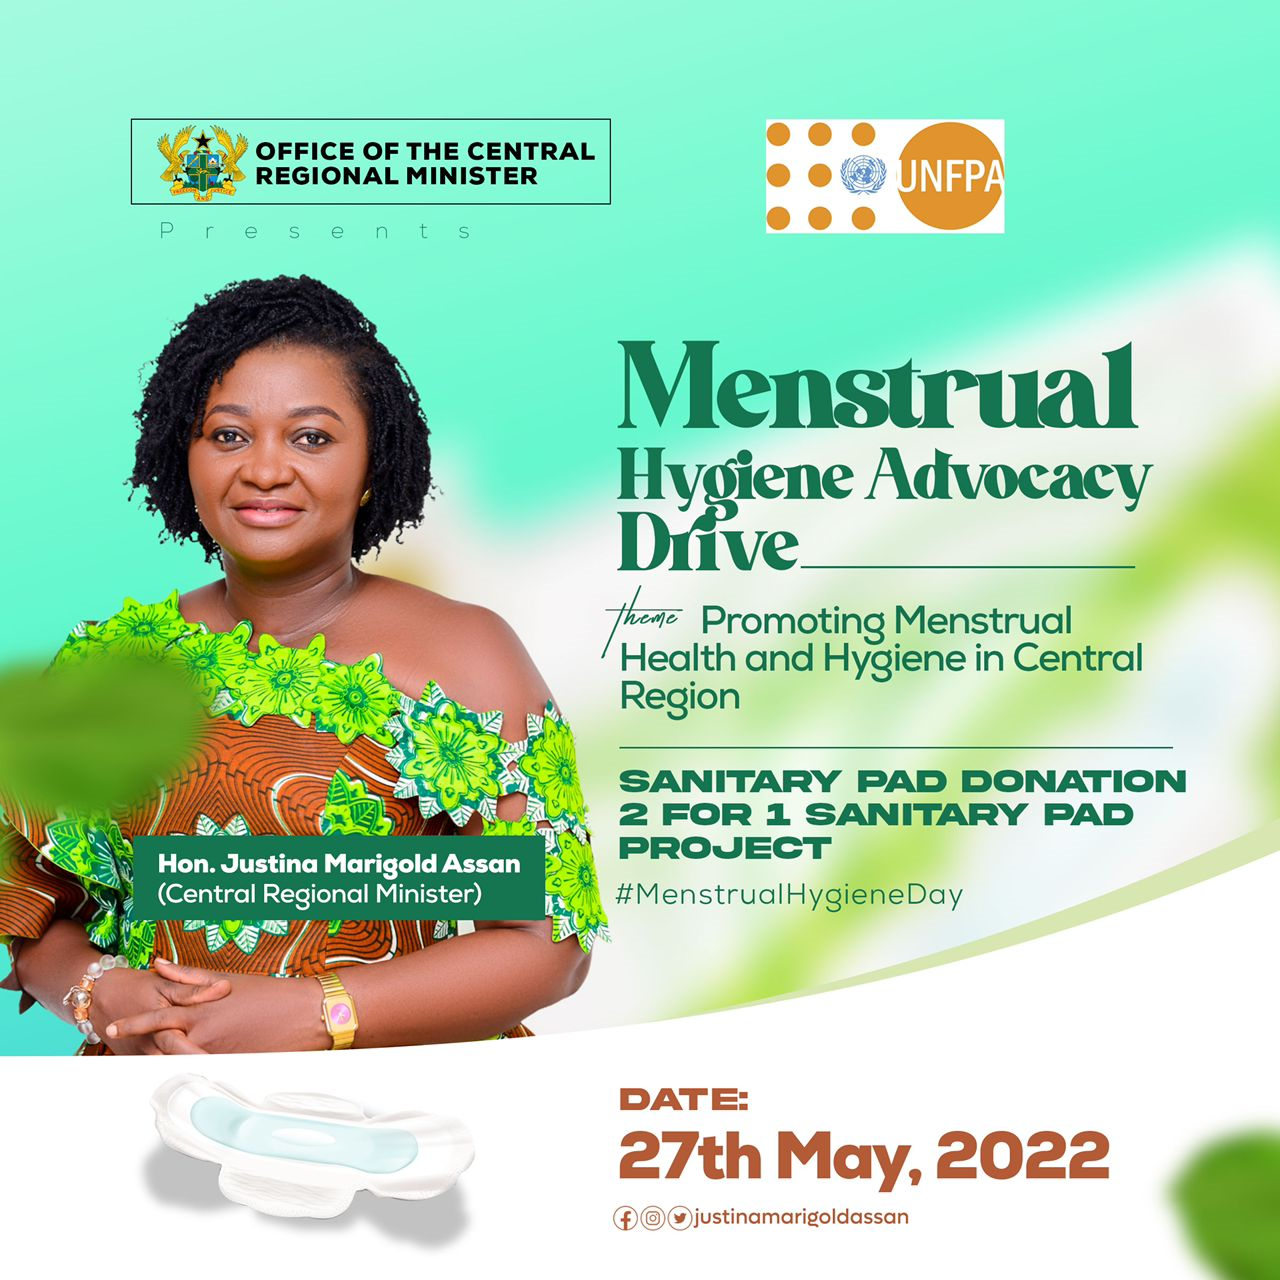 OFFICE OF THE CENTRAL
REGIONAL MINISTER
Presents
UNFPA
Menstrual
Hygiene Advocacy
Drive
theme Promoting Menstrual
Health and Hygiene in Central
Region
SANITARY PAD DONATION
2 FOR 1 SANITARY PAD
PROJECT
#MenstrualHygieneDay
Hon. Justina Marigold Assan
(Central Regional Minister)
DATE:
27th May, 2022
justinamarigoldassan